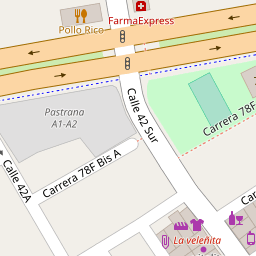 Pollo Rico
FarmaExpress
Pastrana
A1-A2
Calle 42 Sur
Carrera 78F
Carrera 78F Bis A
Calle 42A
La veleñita